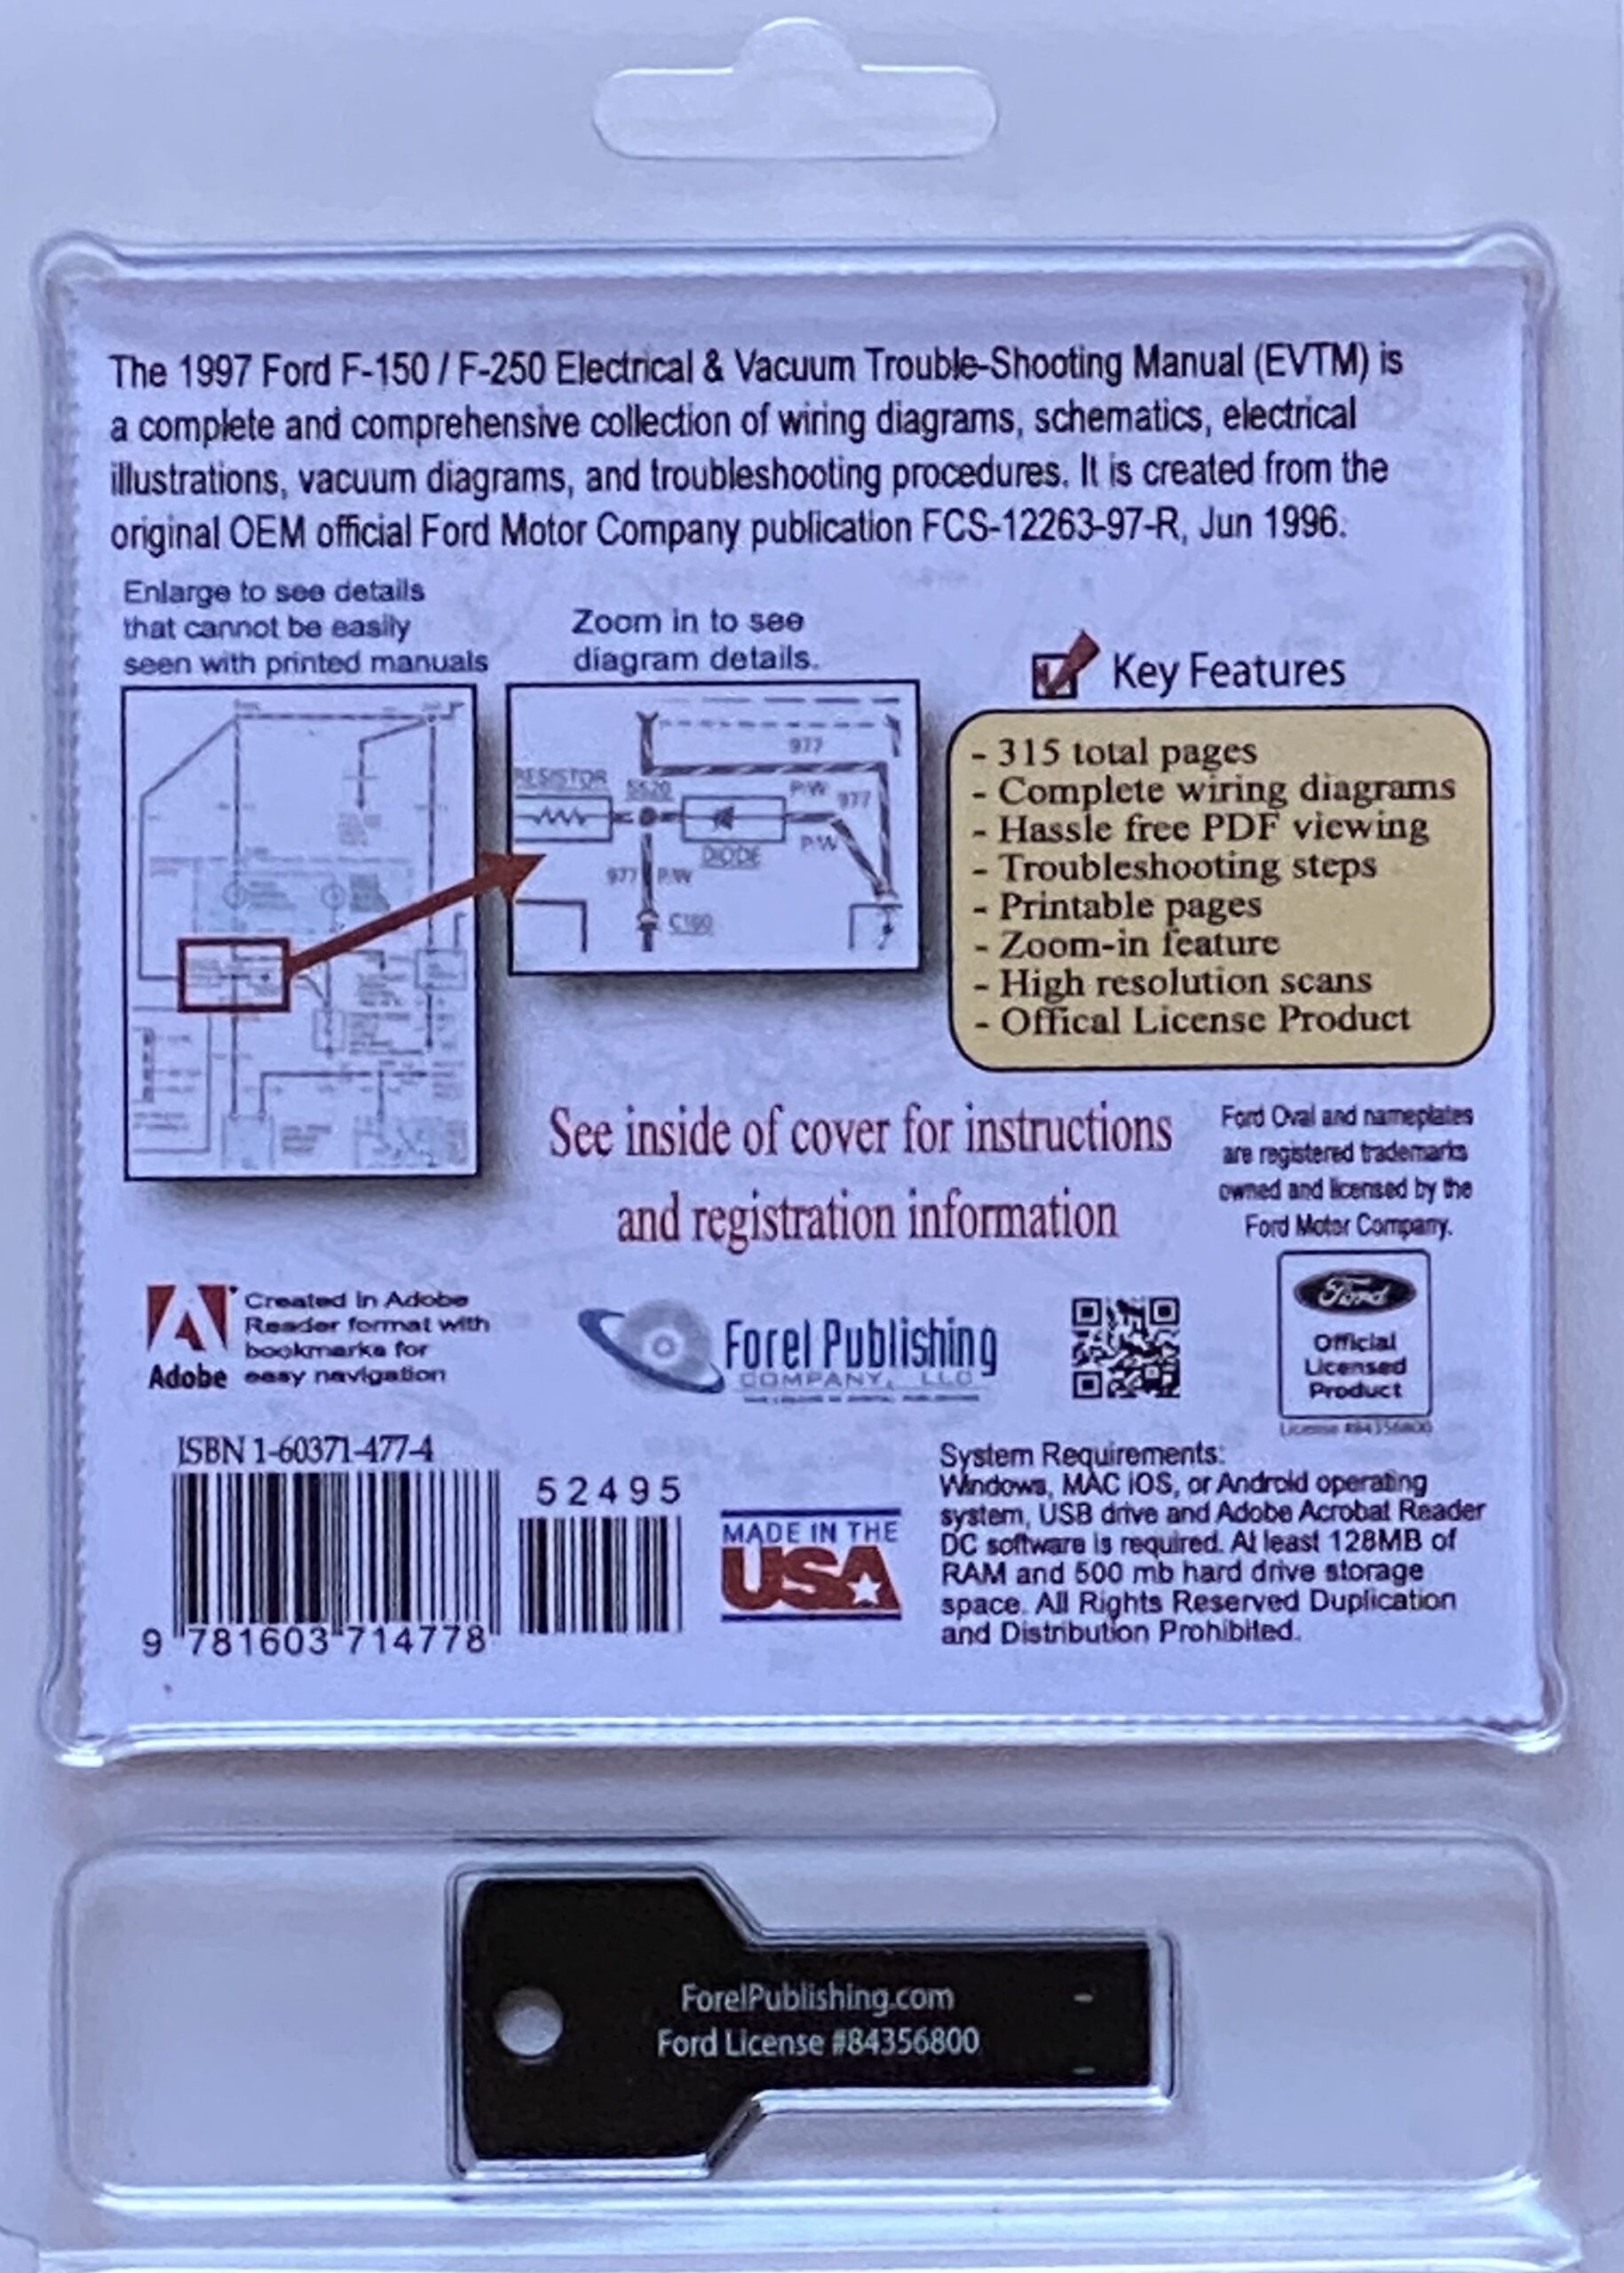 The 1997 Ford F-150 / F-250 Electrical & Vacuum Trouble-Shooting Manual (EVTM) is
a complete and comprehensive collection of wiring diagrams, schematics, electrical
illustrations, vacuum diagrams, and troubleshooting procedures. It is created from the
original OEM official Ford Motor Company publication FCS-12263-97-R, Jun 1996.
Enlarge to see details
that cannot be easily
seen with printed manuals
Zoom in to see
diagram details.
977
RESISTOR
S520
P/W
977
DIODE
P/W
977
P/W
C180
Key Features
- 315 total pages
- Complete wiring diagrams
- Hassle free PDF viewing
- Troubleshooting steps
- Printable pages
- Zoom-in feature
- High resolution scans
- Offical License Product
See inside of cover for instructions
and registration information
Ford Oval and nameplates
are registered trademarks
owned and licensed by the
Ford Motor Company.
Adobe
Created in Adobe
Reader format with
bookmarks for
easy navigation
Forel Publishing
COMPANY, LLC
Ford
Official
Licensed
Product
License #84356800
ISBN 1-60371-477-4
9 781603 714778
52495
MADE IN THE
USA
System Requirements:
Windows, MAC iOS, or Android operating
system, USB drive and Adobe Acrobat Reader
DC software is required. At least 128MB of
RAM and 500 mb hard drive storage
space. All Rights Reserved Duplication
and Distribution Prohibited.
ForelPublishing.com
Ford License #84356800